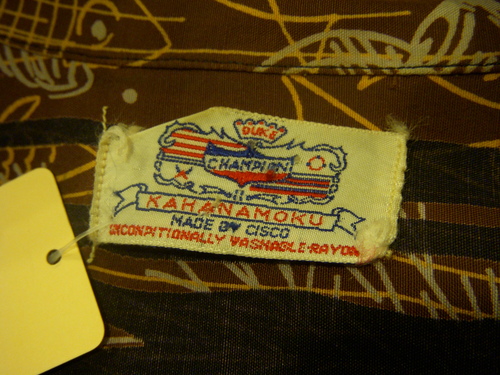 DUKE
CHAMPION
KAHANAMOKU
MADE BY CISCO
UNCONDITIONALLY WASHABLE-RAYON